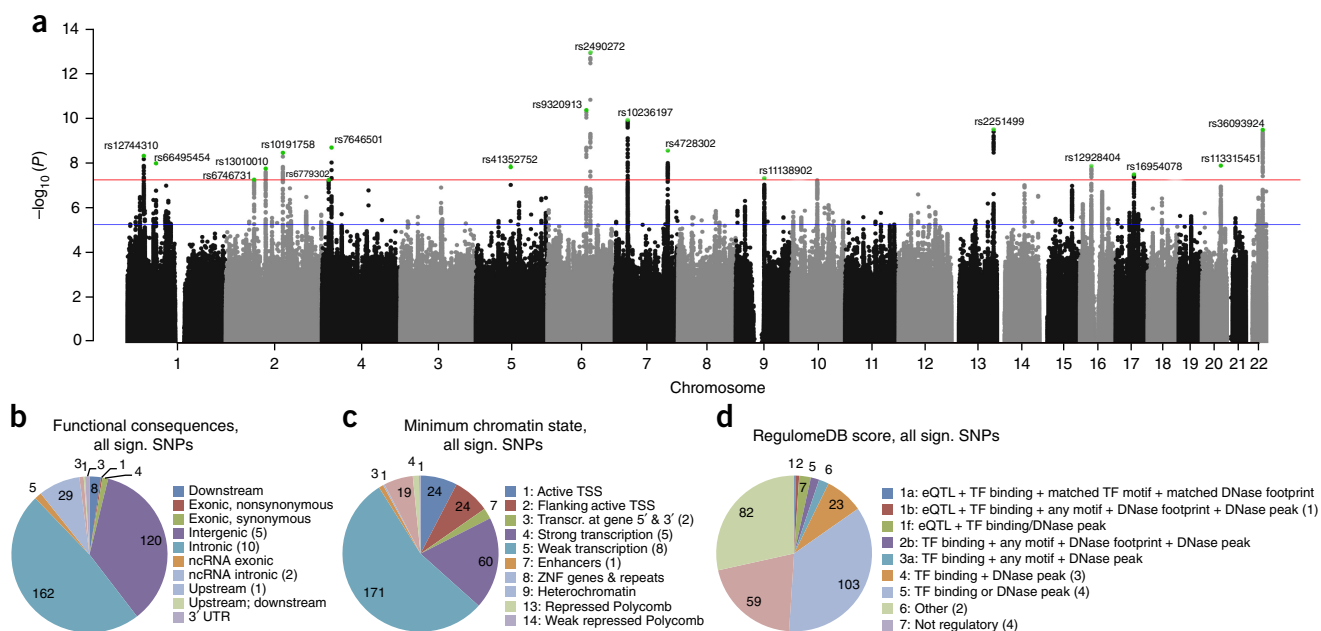 a
14
12
10
8
6
4
2
0
–log10 (P)
rs12744310
rs66495454
rs6746731
rs13010010
rs10191758
rs6779302
rs7646501
rs41352752
rs9320913
rs2490272
rs10236197
rs4728302
rs11138902
rs2251499
rs12928404
rs16954078
rs113315451
rs36093924
1 2 4 3 5 6 7 8 9 10 11 12 13 14 15 16 17 18 19 20 21 22
Chromosome
b
Functional consequences,
all sign. SNPs
3 1 3 1 4
5
29
8
120
162
Downstream
Exonic, nonsynonymous
Exonic, synonymous
Intergenic (5)
Intronic (10)
ncRNA exonic
ncRNA intronic (2)
Upstream (1)
Upstream; downstream
3′ UTR
c
Minimum chromatin state,
all sign. SNPs
4
1
3
1
19
24
24
7
60
171
1: Active TSS
2: Flanking active TSS
3: Transcr. at gene 5′ & 3′ (2)
4: Strong transcription (5)
5: Weak transcription (8)
7: Enhancers (1)
8: ZNF genes & repeats
9: Heterochromatin
13: Repressed Polycomb
14: Weak repressed Polycomb
d
RegulomeDB score, all sign. SNPs
1 2 5 6
7
23
82
103
59
1a: eQTL + TF binding + matched TF motif + matched DNase footprint
1b: eQTL + TF binding + any motif + DNase footprint + DNase peak (1)
1f: eQTL + TF binding/DNase peak
2b: TF binding + any motif + DNase footprint + DNase peak
3a: TF binding + any motif + DNase peak
4: TF binding + DNase peak (3)
5: TF binding or DNase peak (4)
6: Other (2)
7: Not regulatory (4)